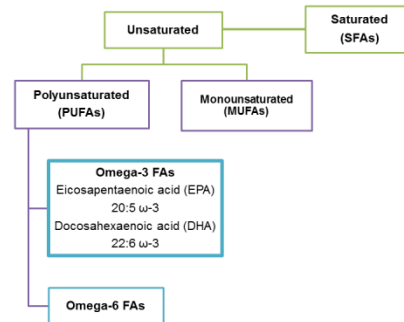 Unsaturated
Saturated
(SFAs)
Polyunsaturated
(PUFAs)
Monounsaturated
(MUFAs)
Omega-3 FAs
Eicosapentaenoic acid (EPA)
20:5 ω-3
Docosahexaenoic acid (DHA)
22:6 ω-3
Omega-6 FAs